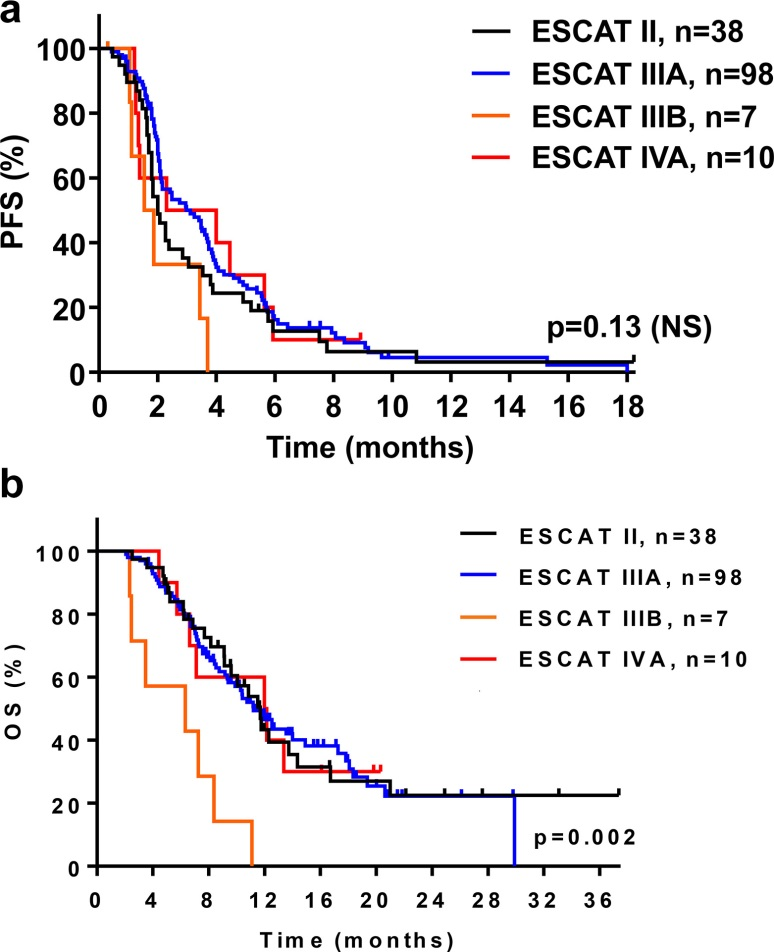 a
PFS (%)
100
80
60
40
20
0
0 2 4 6 8 10 12 14 16 18
Time (months)
ESCAT II, n=38
ESCAT IIIA, n=98
ESCAT IIIB, n=7
ESCAT IVA, n=10
p=0.13 (NS)
b
OS (%)
100
80
60
40
20
0
0 4 8 12 16 20 24 28 32 36
Time (months)
ESCAT II, n=38
ESCAT IIIA, n=98
ESCAT IIIB, n=7
ESCAT IVA, n=10
p=0.002